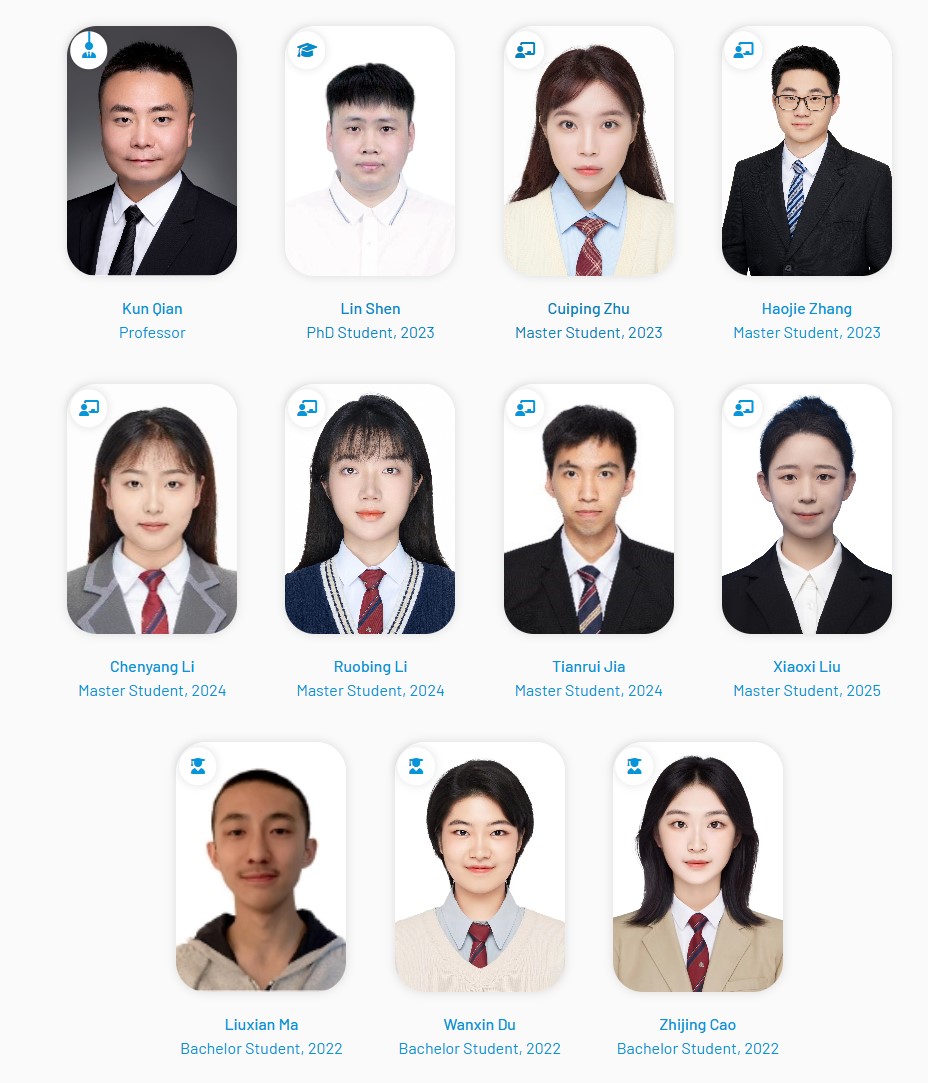 Kun Qian
Professor
Lin Shen
PhD Student, 2023
Cuiping Zhu
Master Student, 2023
Haojie Zhang
Master Student, 2023
Chenyang Li
Master Student, 2024
Ruobing Li
Master Student, 2024
Tianrui Jia
Master Student, 2024
Xiaoxi Liu
Master Student, 2025
Liuxian Ma
Bachelor Student, 2022
Wanxin Du
Bachelor Student, 2022
Zhijing Cao
Bachelor Student, 2022